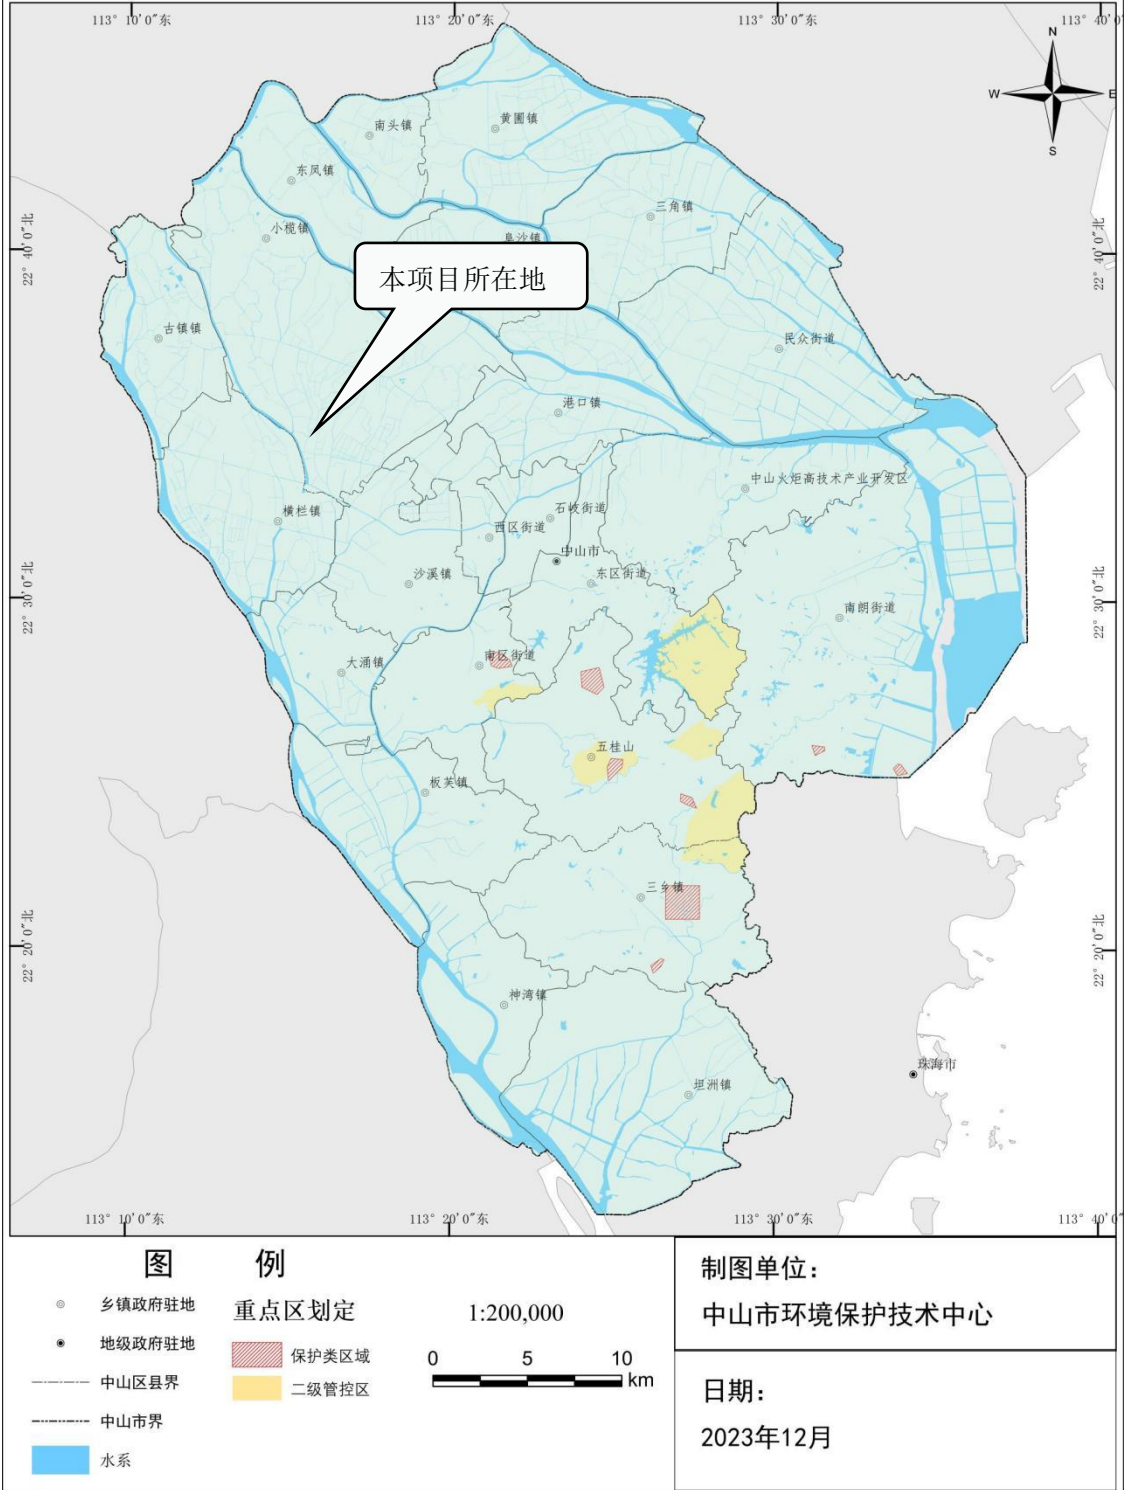 113° 10′ 0″东
113° 20′ 0″东
113° 30′ 0″东
113° 40′ 0″
N
W
E
S
南头镇
黄圃镇
东凤镇
三角镇
小榄镇
阜沙镇
22° 40′ 0″北
22° 40′ 0″北
本项目所在地
古镇镇
民众街道
港口镇
中山火炬高技术产业开发区
横栏镇
石岐街道
西区街道
中山市
沙溪镇
东区街道
22° 30′ 0″北
22° 30′ 0″北
南朗街道
南区街道
大涌镇
五桂山
板芙镇
三乡镇
22° 20′ 0″北
22° 20′ 0″北
神湾镇
珠海市
坦洲镇
113° 10′ 0″东
113° 20′ 0″东
113° 30′ 0″东
113° 40′ 0″
图 例
乡镇政府驻地
地级政府驻地
中山区县界
中山市界
水系
重点区划定
保护类区域
二级管控区
1:200,000
0 5 10
km
制图单位：
中山市环境保护技术中心
日期：
2023年12月